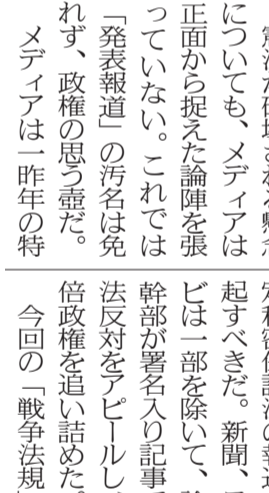 についても、メディアは
正面から捉えた論陣を張
っていない。これでは
「発表報道」の汚名は免
れず、政権の思う壺だ。
メディアは一昨年の特
起すべきだ。新聞、
ビは一部を除いて、
幹部が署名入り記事
法反対をアピールし
倍政権を追い詰めた。
今回の「戦争法規